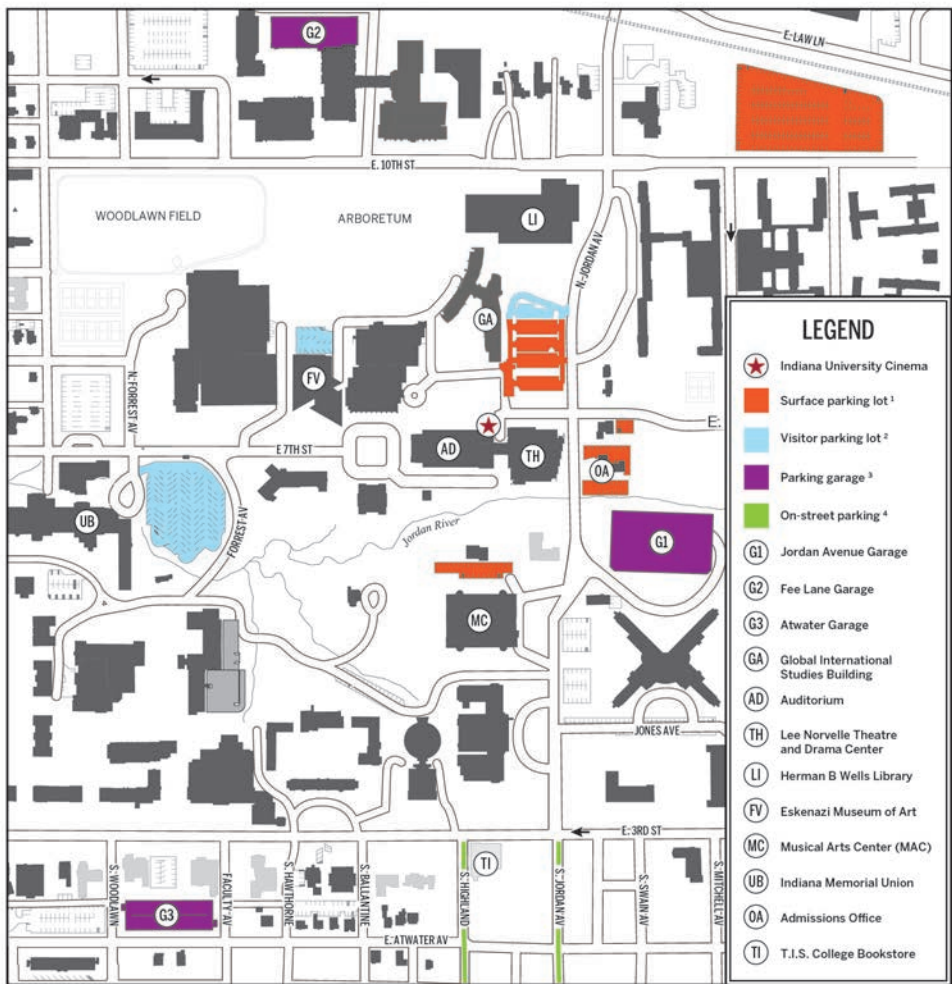 G2
E. LAW LN
E. 10TH ST
WOODLAWN FIELD
ARBORETUM
LI
N. JORDAN AV
GA
N. FORREST AV
FV
E.
E 7TH ST
AD
TH
OA
UB
FORREST AV
Jordan River
G1
MC
JONES AVE
E. 3RD ST
TI
S. WOODLAWN
FACULTY AV
S. HAWTHORNE
S. BALLANTINE
S. HIGHLAND
S. JORDAN AV
S. SWAIN AV
S. MITCHELL AV
G3
E. ATWATER AV
LEGEND
Indiana University Cinema
Surface parking lot 1
Visitor parking lot 2
Parking garage 3
On-street parking 4
G1 Jordan Avenue Garage
G2 Fee Lane Garage
G3 Atwater Garage
GA Global International
Studies Building
AD Auditorium
TH Lee Norvelle Theatre
and Drama Center
LI Herman B Wells Library
FV Eskenazi Museum of Art
MC Musical Arts Center (MAC)
UB Indiana Memorial Union
OA Admissions Office
TI T.I.S. College Bookstore